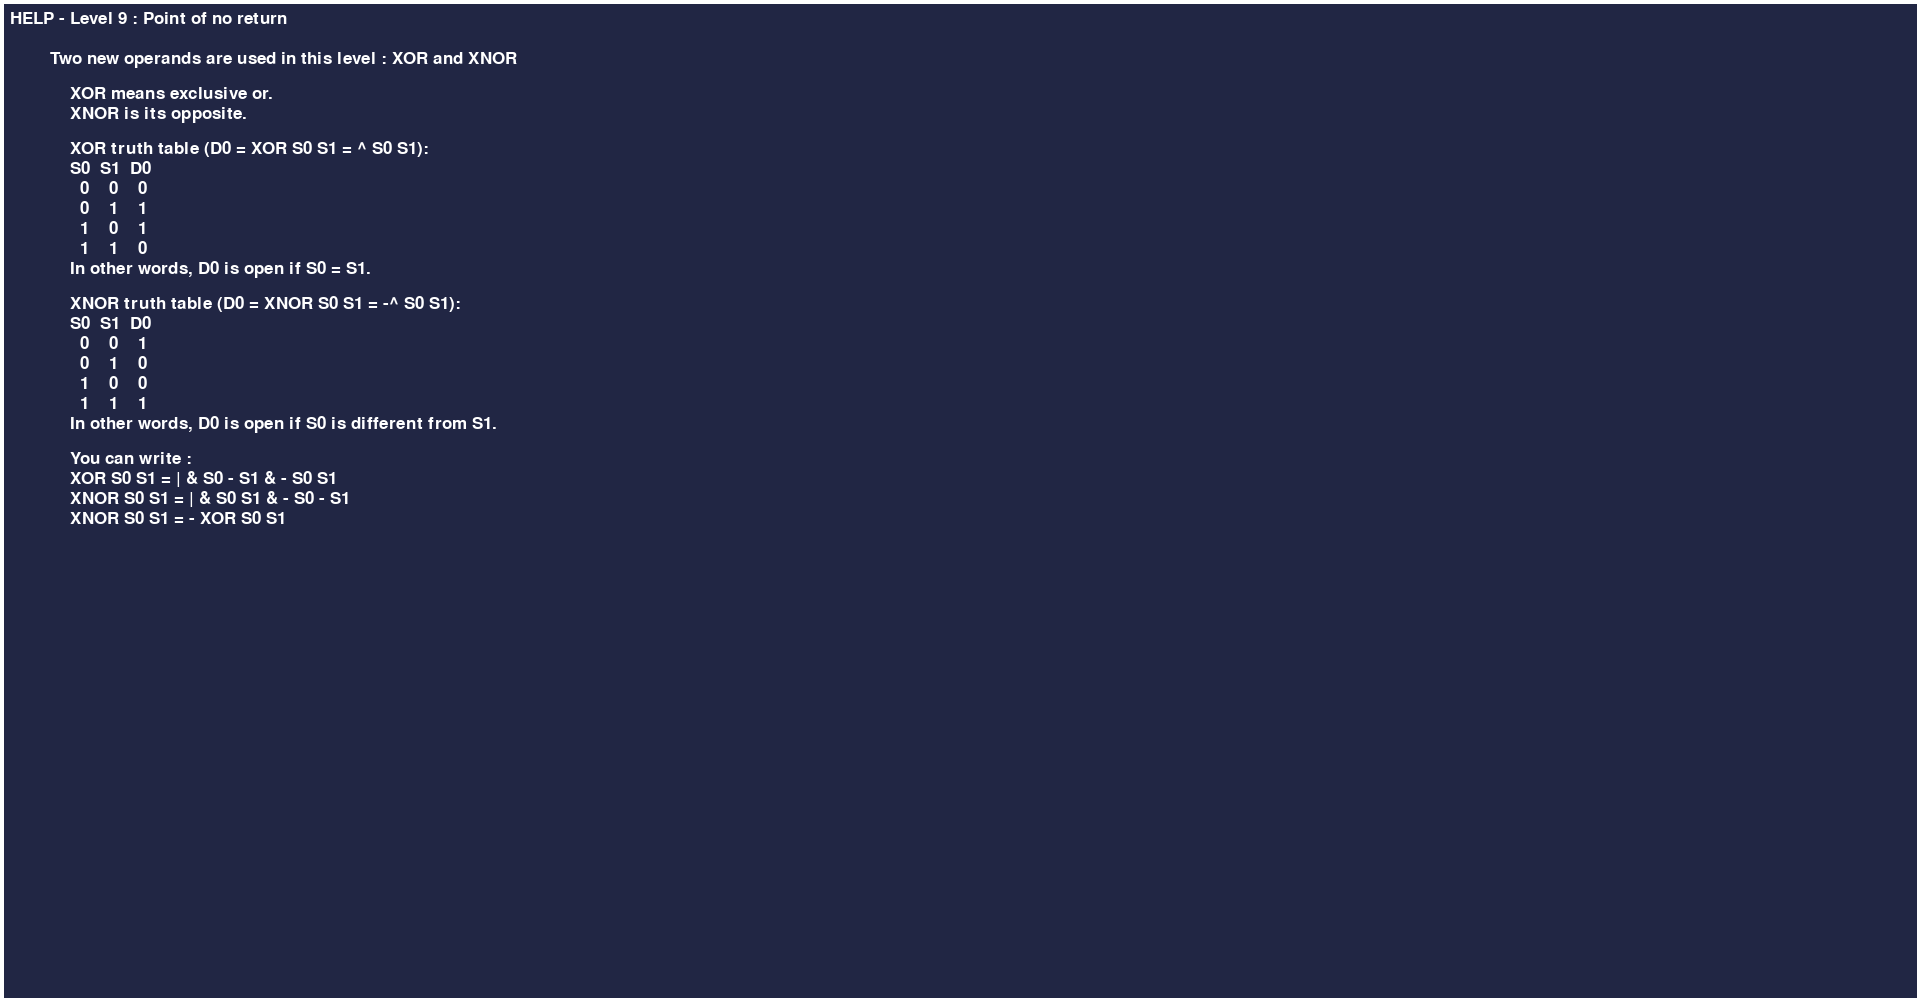 HELP - Level 9 : Point of no return
Two new operands are used in this level : XOR and XNOR
XOR means exclusive or.
XNOR is its opposite.
XOR truth table (D0 = XOR S0 S1 = ^ S0 S1):
S0 S1 D0
0 0 0
0 1 1
1 0 1
1 1 0
In other words, D0 is open if S0 = S1.
XNOR truth table (D0 = XNOR S0 S1 = -^ S0 S1):
S0 S1 D0
0 0 1
0 1 0
1 0 0
1 1 1
In other words, D0 is open if S0 is different from S1.
You can write :
XOR S0 S1 = | & S0 - S1 & - S0 S1
XNOR S0 S1 = | & S0 S1 & - S0 - S1
XNOR S0 S1 = - XOR S0 S1